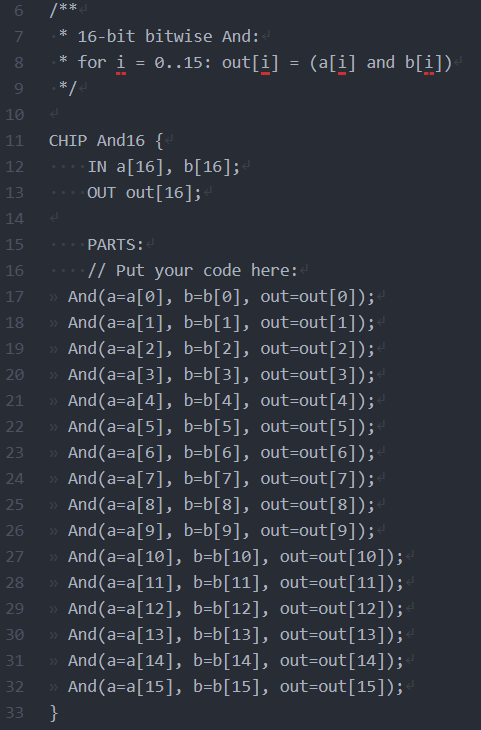 6 /**
7  * 16-bit bitwise And:
8  * for i = 0..15: out[i] = (a[i] and b[i])
9  */
10
11 CHIP And16 {
12     IN a[16], b[16];
13     OUT out[16];
14
15     PARTS:
16     // Put your code here:
17   And(a=a[0], b=b[0], out=out[0]);
18   And(a=a[1], b=b[1], out=out[1]);
19   And(a=a[2], b=b[2], out=out[2]);
20   And(a=a[3], b=b[3], out=out[3]);
21   And(a=a[4], b=b[4], out=out[4]);
22   And(a=a[5], b=b[5], out=out[5]);
23   And(a=a[6], b=b[6], out=out[6]);
24   And(a=a[7], b=b[7], out=out[7]);
25   And(a=a[8], b=b[8], out=out[8]);
26   And(a=a[9], b=b[9], out=out[9]);
27   And(a=a[10], b=b[10], out=out[10]);
28   And(a=a[11], b=b[11], out=out[11]);
29   And(a=a[12], b=b[12], out=out[12]);
30   And(a=a[13], b=b[13], out=out[13]);
31   And(a=a[14], b=b[14], out=out[14]);
32   And(a=a[15], b=b[15], out=out[15]);
33 }